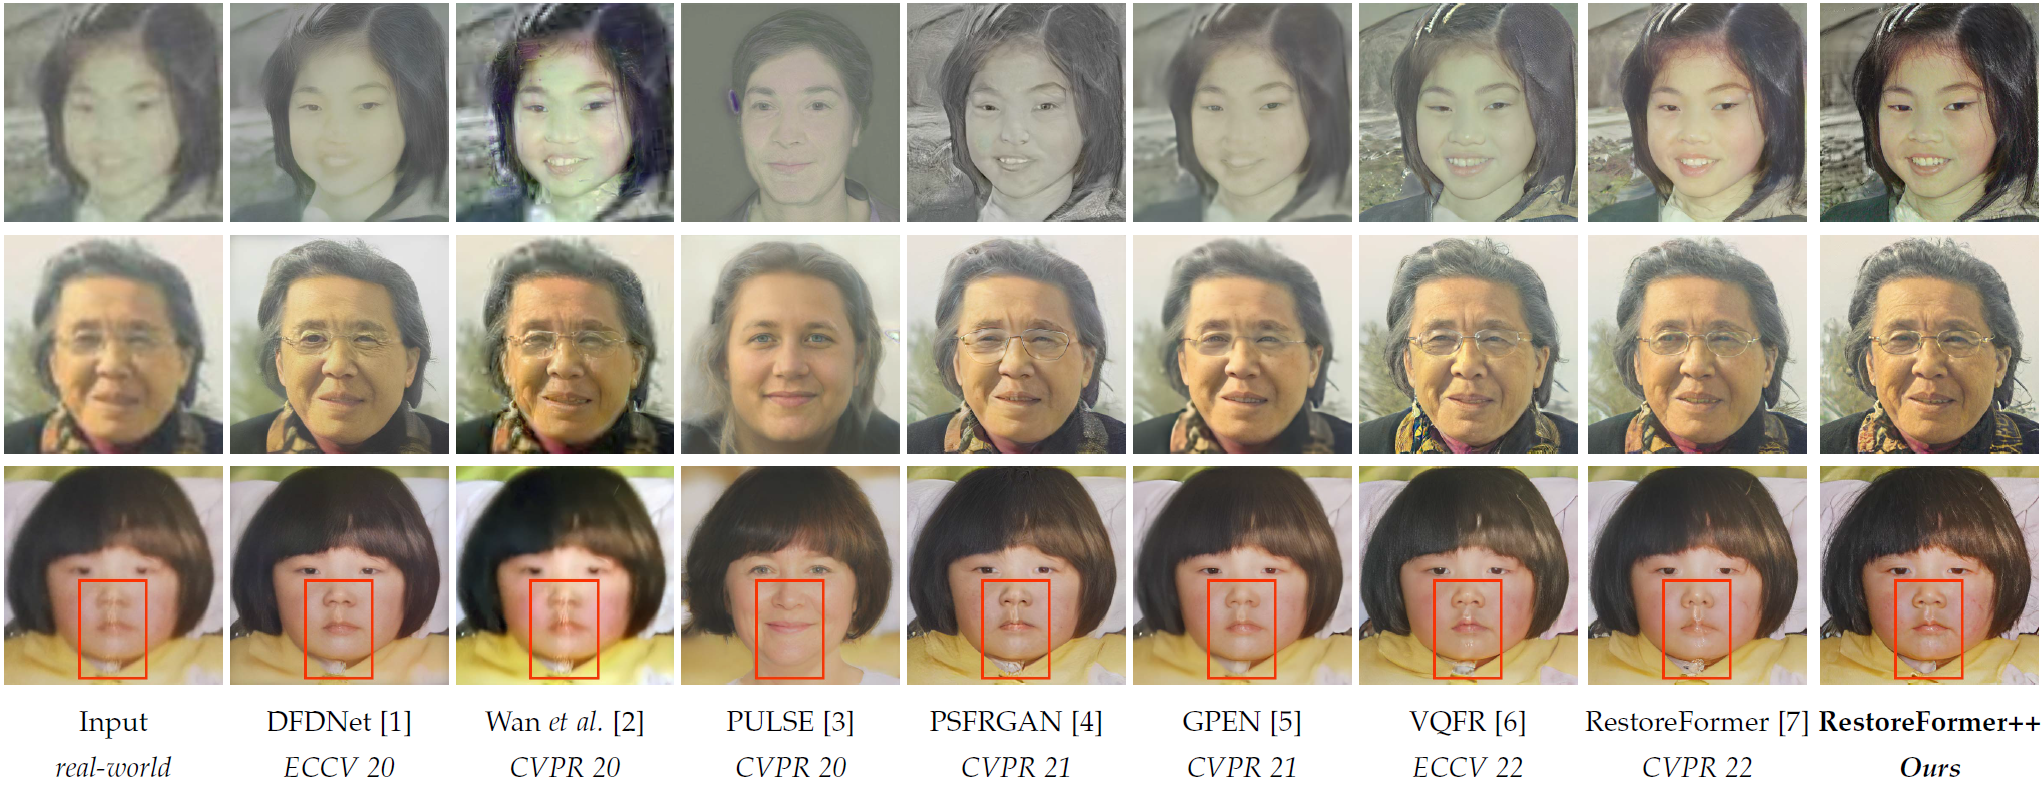 Input DFDNet [1] Wan et al. [2] PULSE [3] PSFRGAN [4] GPEN [5] VQFR [6] RestoreFormer [7] RestoreFormer++
real-world ECCV 20 CVPR 20 CVPR 20 CVPR 21 CVPR 21 ECCV 22 CVPR 22 Ours